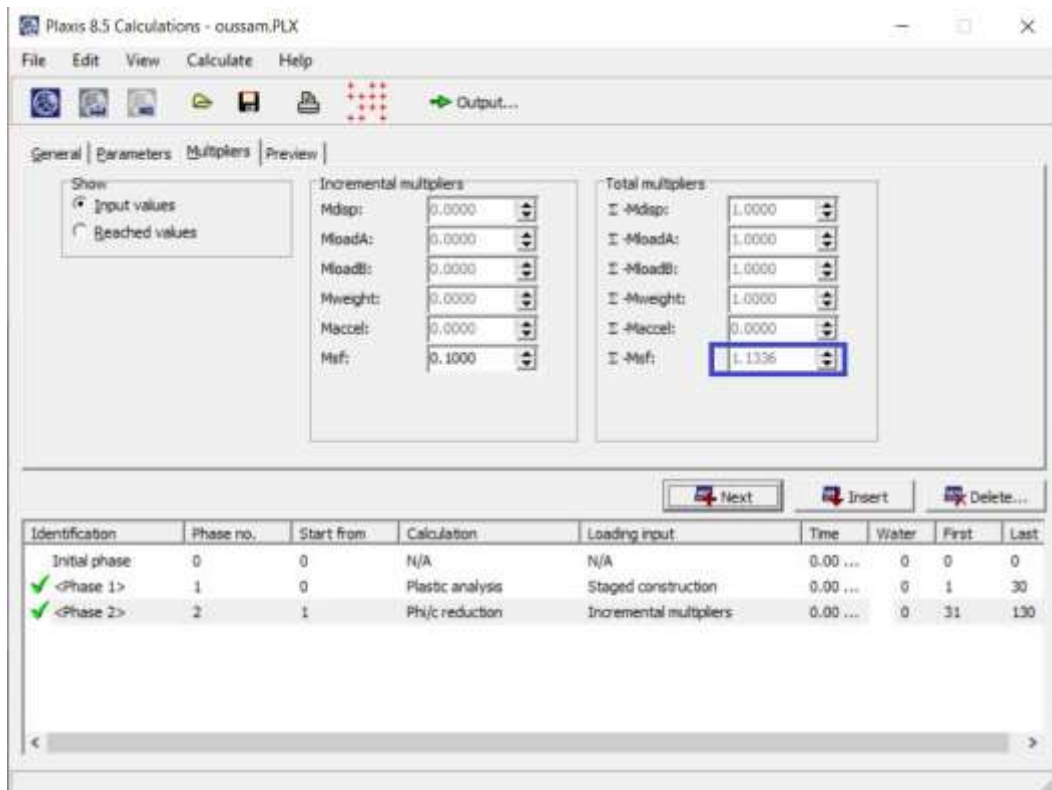 Plaxis 8.5 Calculations - oussam.PLX
File Edit View Calculate Help
Output...
General Parameters Multipliers Preview
Show
Input values
Reached values
Incremental multipliers
Mdisp: 0.0000
MloadA: 0.0000
MloadB: 0.0000
Mweight: 0.0000
Maccel: 0.0000
Msf: 0.1000
Total multipliers
Σ -Mdisp: 1.0000
Σ -MloadA: 1.0000
Σ -MloadB: 1.0000
Σ -Mweight: 1.0000
Σ -Maccel: 0.0000
Σ -Msf: 1.1336
Next Insert Delete...
Identification Phase no. Start from Calculation Loading input Time Water First Last
Initial phase 0 0 N/A N/A 0.00 ... 0 0 0
<Phase 1> 1 0 Plastic analysis Staged construction 0.00 ... 0 1 30
<Phase 2> 2 1 Phi/c reduction Incremental multipliers 0.00 ... 0 31 130